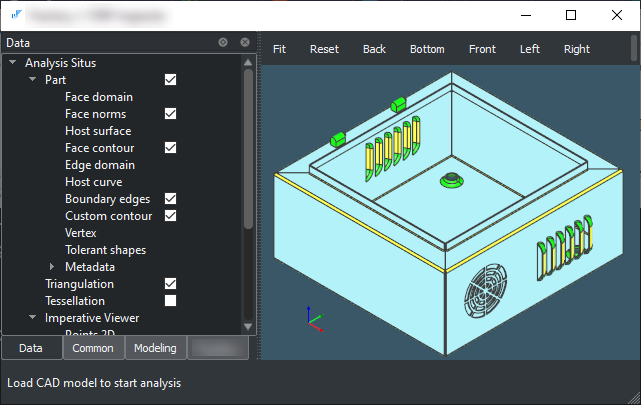 Data
Fit Reset Back Bottom Front Left Right
Analysis Situs
Part
Face domain
Face norms
Host surface
Face contour
Edge domain
Host curve
Boundary edges
Custom contour
Vertex
Tolerant shapes
Metadata
Triangulation
Tessellation
Imperative Viewer
Points 2D
Data Common Modeling
Load CAD model to start analysis